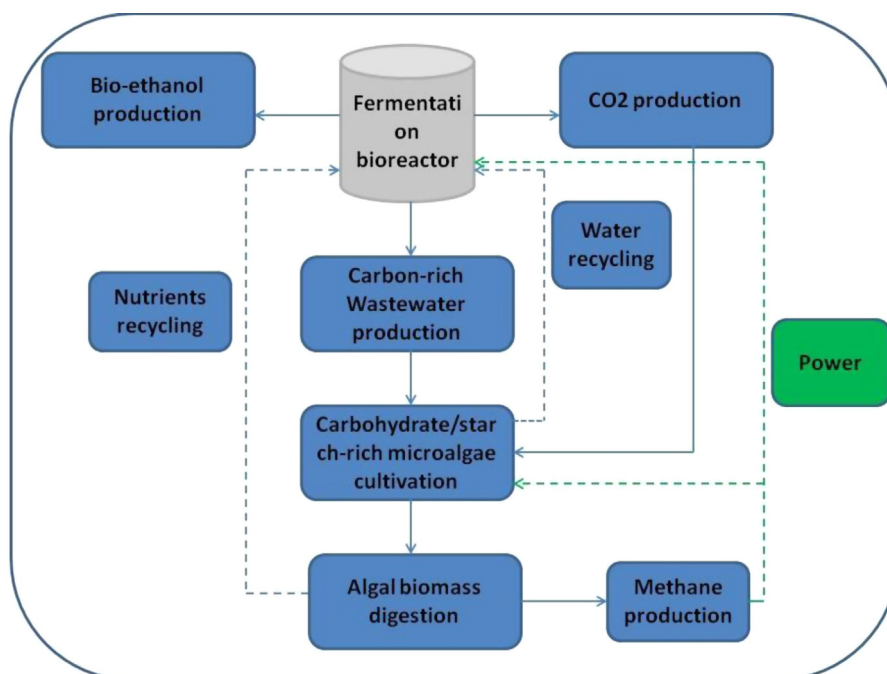 Bio-ethanol
production
Fermentati
on
bioreactor
CO2 production
Water
recycling
Carbon-rich
Wastewater
production
Nutrients
recycling
Power
Carbohydrate/star
ch-rich microalgae
cultivation
Algal biomass
digestion
Methane
production